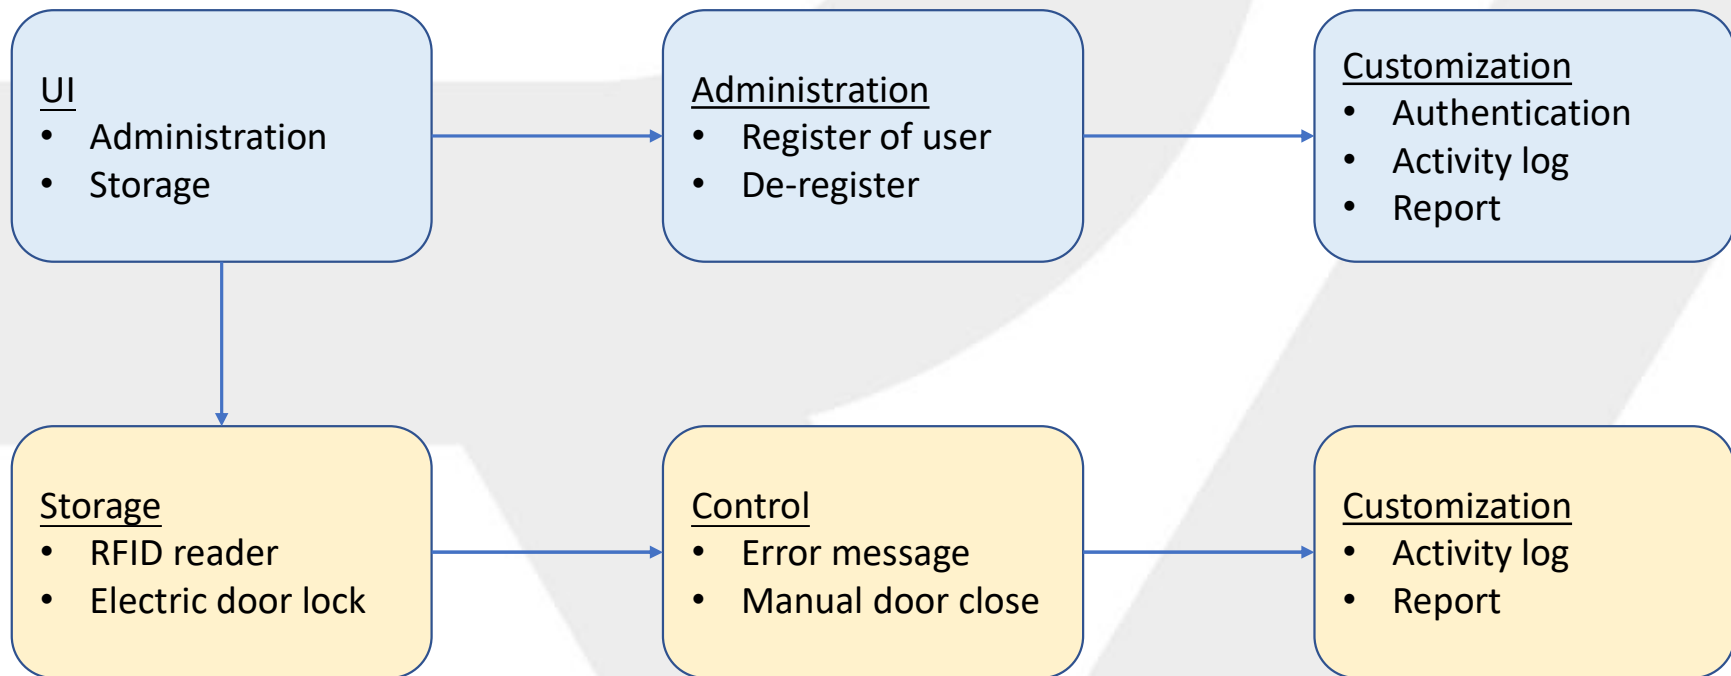 UI
• Administration
• Storage
Administration
• Register of user
• De-register
Customization
• Authentication
• Activity log
• Report
Storage
• RFID reader
• Electric door lock
Control
• Error message
• Manual door close
Customization
• Activity log
• Report